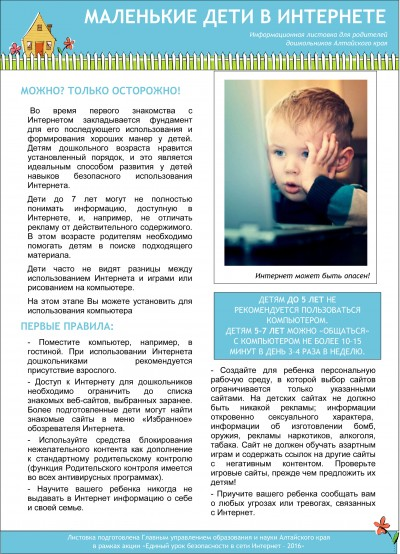 МАЛЕНЬКИЕ ДЕТИ В ИНТЕРНЕТЕ
Информационная листовка для родителей
дошкольников Алтайского края
МОЖНО? ТОЛЬКО ОСТОРОЖНО!
Во время первого знакомства с
Интернетом закладывается фундамент
для его последующего использования и
формирования хороших манер у детей.
Детям дошкольного возраста нравится
установленный порядок, и это является
идеальным способом развития у детей
навыков безопасного использования
Интернета.
Дети до 7 лет могут не полностью
понимать информацию, доступную в
Интернете, и, например, не отличать
рекламу от действительного содержимого.
В этом возрасте родителям необходимо
помогать детям в поиске подходящего
материала.
Дети часто не видят разницы между
использованием Интернета и играми или
рисованием на компьютере.
На этом этапе Вы можете установить для
использования компьютера
ПЕРВЫЕ ПРАВИЛА:
- Поместите компьютер, например, в
гостиной. При использовании Интернета
дошкольниками рекомендуется
присутствие взрослого.
- Доступ к Интернету для дошкольников
необходимо ограничить до списка
знакомых веб-сайтов, выбранных заранее.
Более подготовленные дети могут найти
знакомые сайты в меню «Избранное»
обозревателя Интернета.
- Используйте средства блокирования
нежелательного контента как дополнение
к стандартному родительскому контролю
(функция Родительского контроля имеется
во всех антивирусных программах).
- Научите вашего ребенка никогда не
выдавать в Интернет информацию о себе
и своей семье.
Интернет может быть опасен!
ДЕТЯМ ДО 5 ЛЕТ НЕ
РЕКОМЕНДУЕТСЯ ПОЛЬЗОВАТЬСЯ
КОМПЬЮТЕРОМ.
ДЕТЯМ 5-7 ЛЕТ МОЖНО «ОБЩАТЬСЯ»
С КОМПЬЮТЕРОМ НЕ БОЛЕЕ 10-15
МИНУТ В ДЕНЬ 3-4 РАЗА В НЕДЕЛЮ.
- Создайте для ребенка персональную
рабочую среду, в которой выбор сайтов
ограничивается только указанными
сайтами. На детских сайтах не должно
быть никакой рекламы; информации
откровенно сексуального характера,
информации об изготовлении бомб,
оружия, рекламы наркотиков, алкоголя,
табака. Сайт не должен обучать азартным
играм и содержать ссылок на другие сайты
с негативным контентом. Проверьте
игровые сайты, прежде чем предложить их
детям!
- Приучите вашего ребенка сообщать вам
о любых угрозах или тревогах, связанных
с Интернет.
Листовка подготовлена Главным управлением образования и науки Алтайского края
в рамках акции «Единый урок безопасности в сети Интернет - 2016»